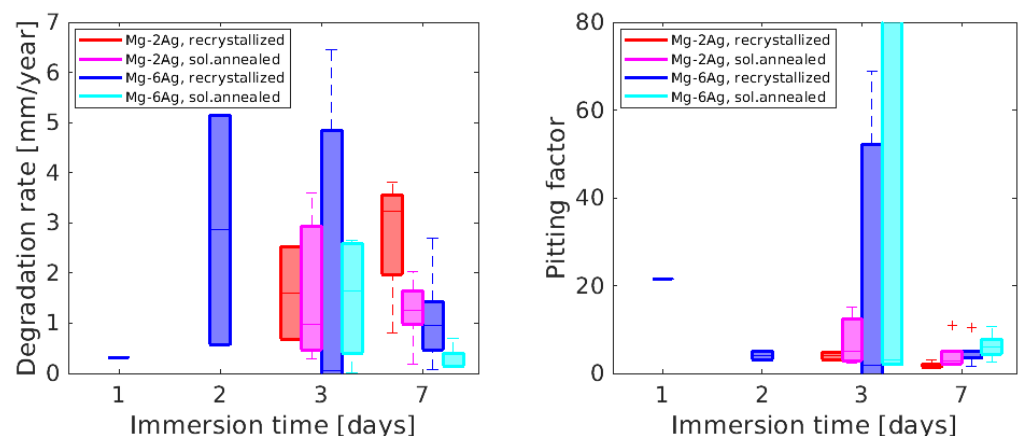 Degradation rate [mm/year]
7
6
5
4
3
2
1
0
Mg-2Ag, recrystallized
Mg-2Ag, sol.annealed
Mg-6Ag, recrystallized
Mg-6Ag, sol.annealed
1 2 3 7
Immersion time [days]
Pitting factor
80
60
40
20
0
Mg-2Ag, recrystallized
Mg-2Ag, sol.annealed
Mg-6Ag, recrystallized
Mg-6Ag, sol.annealed
1 2 3 7
Immersion time [days]